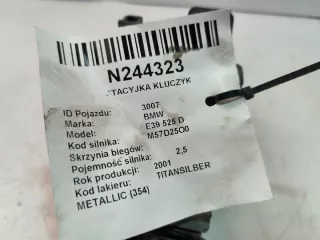 N244323
STACYJKA KLUCZYK
ID Pojazdu: 3007
Marka: BMW
Model: E39 525 D
Kod silnika: M57D25O0
Skrzynia biegów:
Pojemność silnika: 2,5
Rok produkcji: 2001
Kod lakieru: TITANSILBER
METALLIC (354)